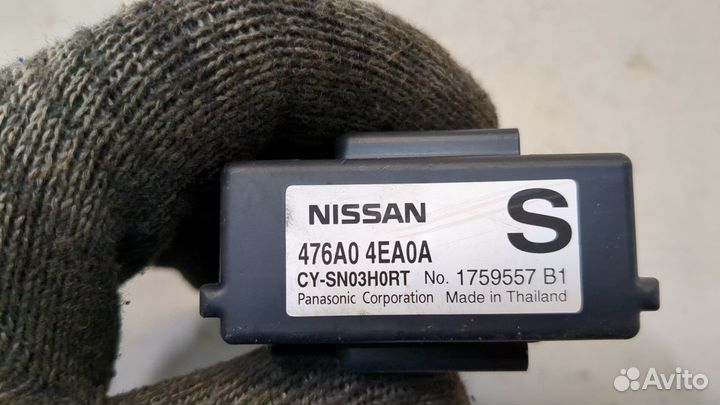 NISSAN
S
476A0 4EA0A
CY-SN03H0RT No. 1759557 B1
Panasonic Corporation Made in Thailand
Avito